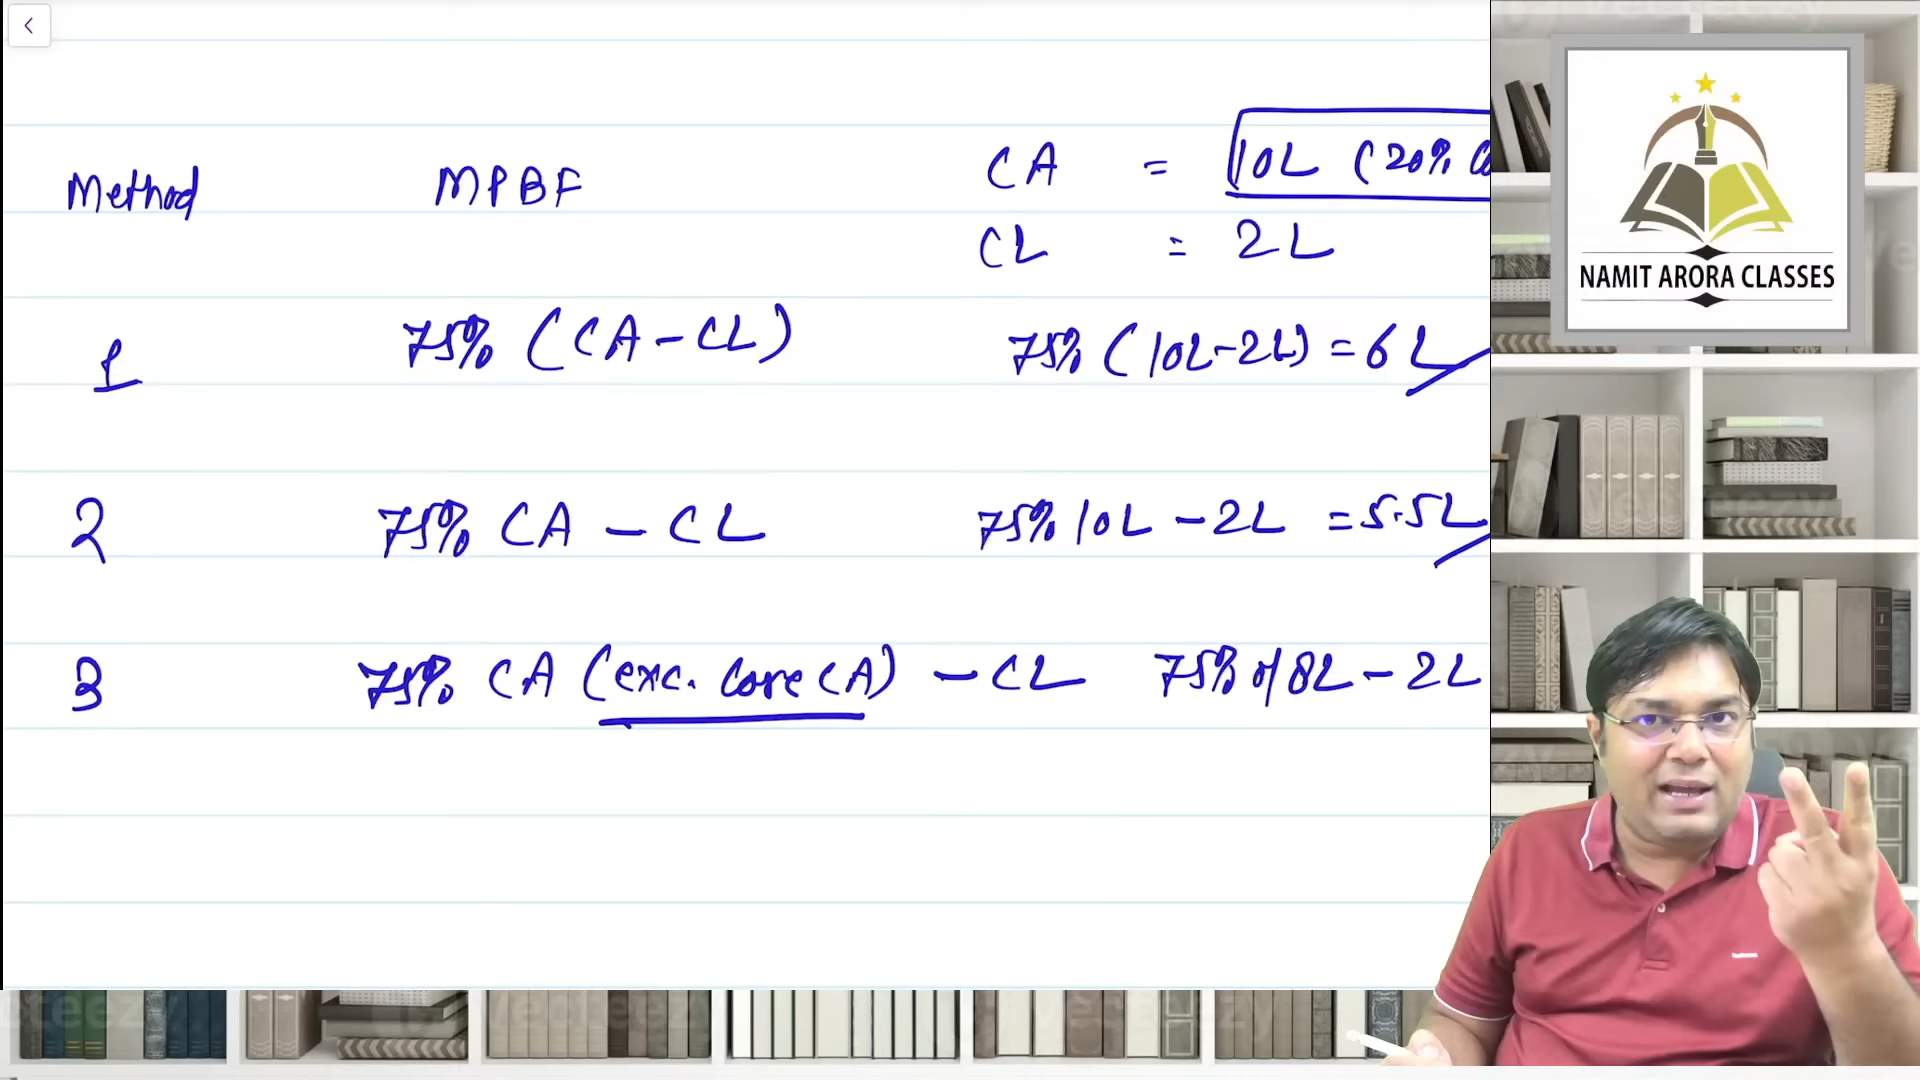 CA = 10L (20%
Method MPBF
CL = 2L
1 75% (CA - CL) 75% (10L-2L) = 6L
2 75% CA - CL 75% 10L - 2L = 5.5L
3 75% CA (exc. Core CA) - CL 75% of 8L - 2L
NAMIT ARORA CLASSES